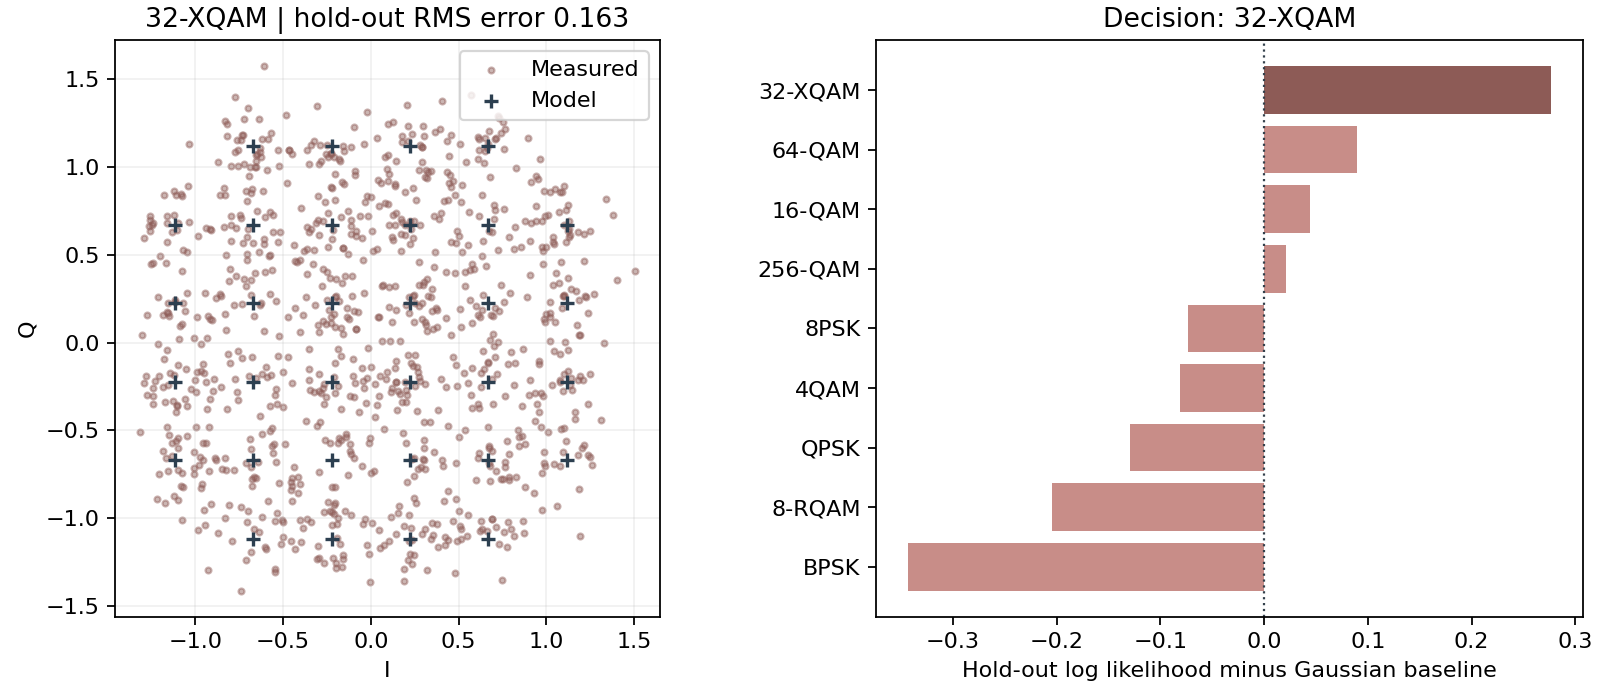 32-XQAM | hold-out RMS error 0.163
Measured
Model
1.5
1.0
0.5
0.0
−0.5
−1.0
−1.5
Q
−1.0
−0.5
0.0
0.5
1.0
1.5
I
Decision: 32-XQAM
32-XQAM
64-QAM
16-QAM
256-QAM
8PSK
4QAM
QPSK
8-RQAM
BPSK
−0.3
−0.2
−0.1
0.0
0.1
0.2
0.3
Hold-out log likelihood minus Gaussian baseline